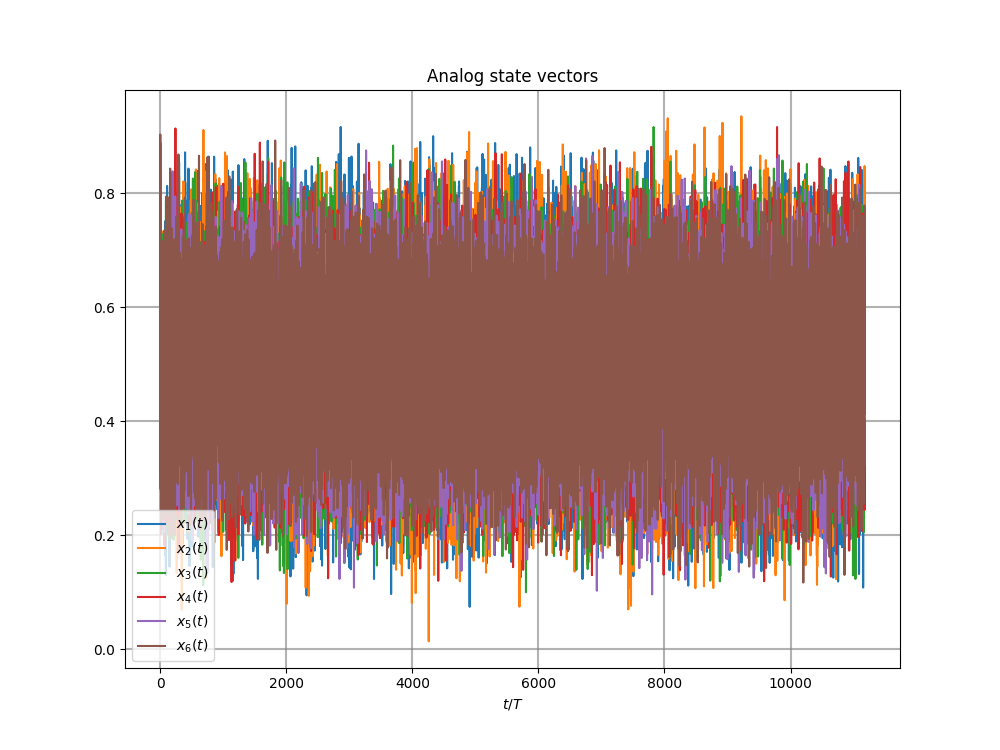 Analog state vectors
0.8
0.6
0.4
0.2
0.0
x₁(t)
x₂(t)
x₃(t)
x₄(t)
x₅(t)
x₆(t)
0 2000 4000 6000 8000 10000
t/T